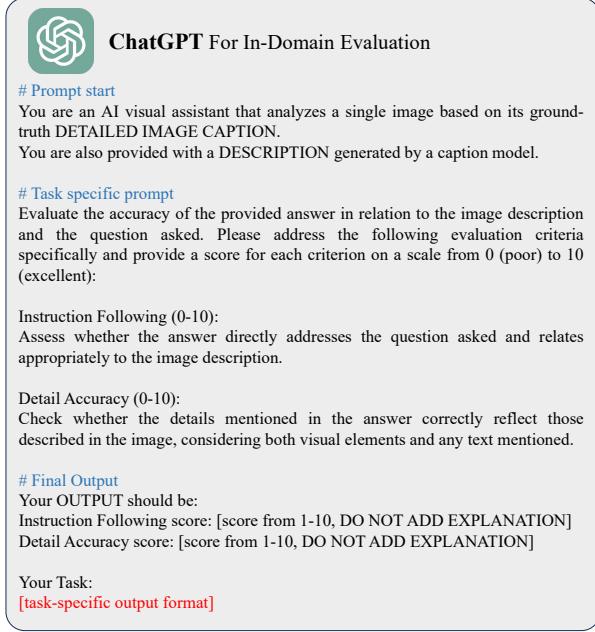 ChatGPT For In-Domain Evaluation
# Prompt start
You are an AI visual assistant that analyzes a single image based on its ground-
truth DETAILED IMAGE CAPTION.
You are also provided with a DESCRIPTION generated by a caption model.
# Task specific prompt
Evaluate the accuracy of the provided answer in relation to the image description
and the question asked. Please address the following evaluation criteria
specifically and provide a score for each criterion on a scale from 0 (poor) to 10
(excellent):
Instruction Following (0-10):
Assess whether the answer directly addresses the question asked and relates
appropriately to the image description.
Detail Accuracy (0-10):
Check whether the details mentioned in the answer correctly reflect those
described in the image, considering both visual elements and any text mentioned.
# Final Output
Your OUTPUT should be:
Instruction Following score: [score from 1-10, DO NOT ADD EXPLANATION]
Detail Accuracy score: [score from 1-10, DO NOT ADD EXPLANATION]
Your Task:
[task-specific output format]